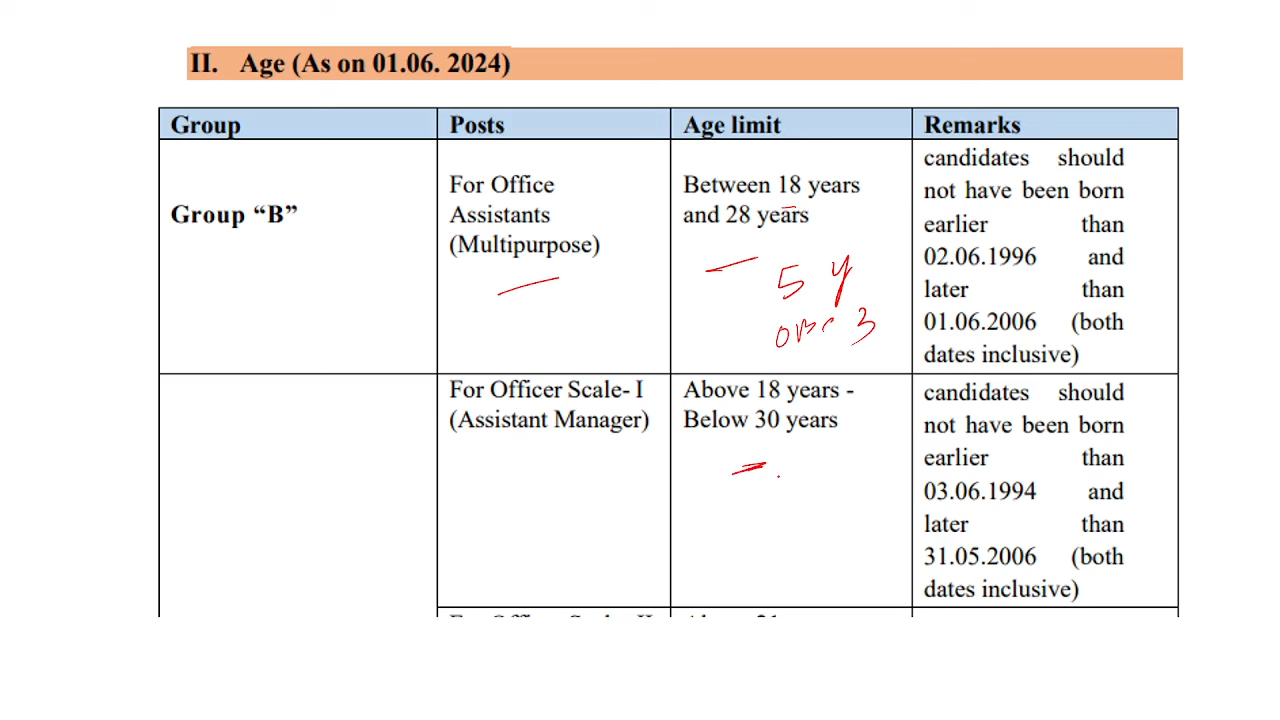 II. Age (As on 01.06. 2024)
Group Posts Age limit Remarks
Group “B”
For Office
Assistants
(Multipurpose)
Between 18 years
and 28 years
5 y
OBC 3
candidates should
not have been born
earlier than
02.06.1996 and
later than
01.06.2006 (both
dates inclusive)
For Officer Scale- I
(Assistant Manager)
Above 18 years -
Below 30 years
candidates should
not have been born
earlier than
03.06.1994 and
later than
31.05.2006 (both
dates inclusive)